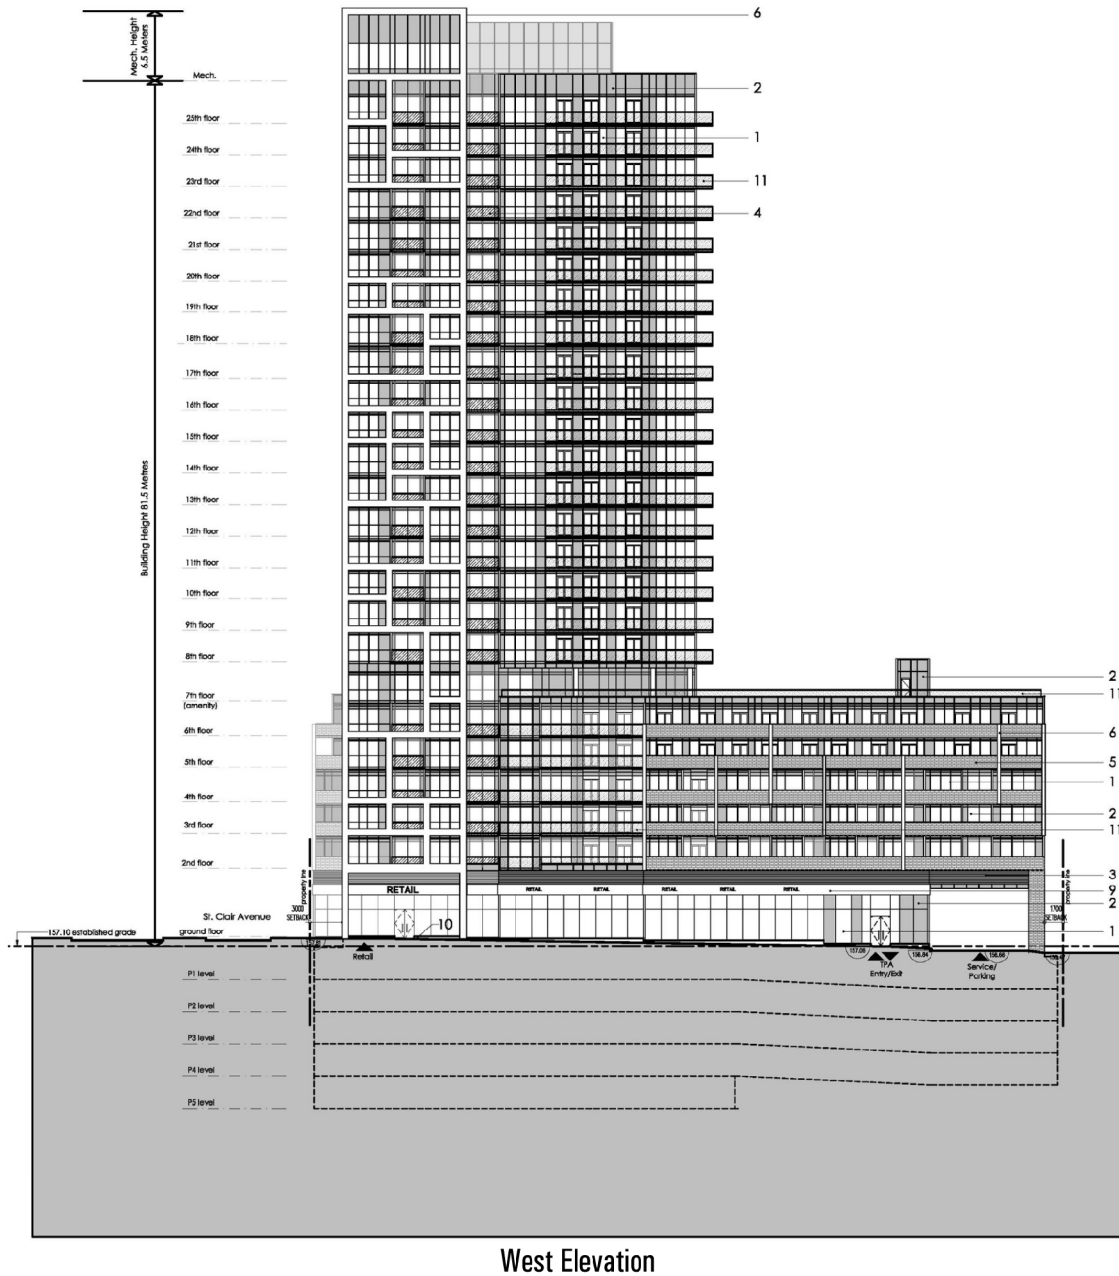 6
Mech. Height
6.5 Meters
Mech.
2
25th floor
1
24th floor
23rd floor
11
22nd floor
4
21st floor
20th floor
19th floor
18th floor
17th floor
16th floor
15th floor
14th floor
Building Height 81.5 Metres
13th floor
12th floor
11th floor
10th floor
9th floor
8th floor
2
7th floor
(amenity)
11
6th floor
6
5th floor
5
1
4th floor
2
3rd floor
11
2nd floor
property line
property line
3
RETAIL
RETAIL
RETAIL
RETAIL
RETAIL
RETAIL
9
2
3000
SETBACK
1700
SETBACK
St. Clair Avenue
157.10 established grade
ground floor
10
1
Retail
157.08
156.84
156.68
TPA
Entry/Exit
Service/
Parking
P1 level
P2 level
P3 level
P4 level
P5 level
West Elevation